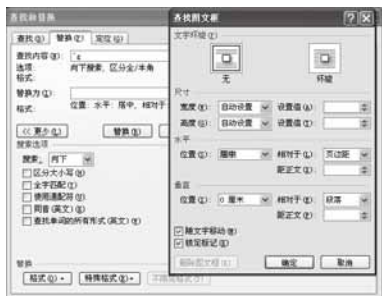 查找和替换
查找(D) 替换(P) 定位(G)
查找内容(N): ^g
选项: 向下搜索, 区分全/半角
格式:
替换为(I):
格式: 位置: 水平: 居中, 相对于
<< 更少(L) 替换(R)
搜索选项
搜索: 向下
区分大小写(H)
全字匹配(Y)
使用通配符(U)
同音(英文)(K)
查找单词的所有形式(英文)(W)
替换
格式(O) 特殊格式(E) 不限定格式(T)
查找图文框
文字环绕(T)
无 环绕
尺寸
宽度(W): 自动设置 设置值(A):
高度(G): 自动设置 设置值(T):
水平
位置(L): 居中 相对于(L): 页边距
距正文(R):
垂直
位置(C): 0 厘米 相对于(E): 段落
距正文(F):
随文字移动(M)
锁定标记(K)
删除图文框(R) 确定 取消